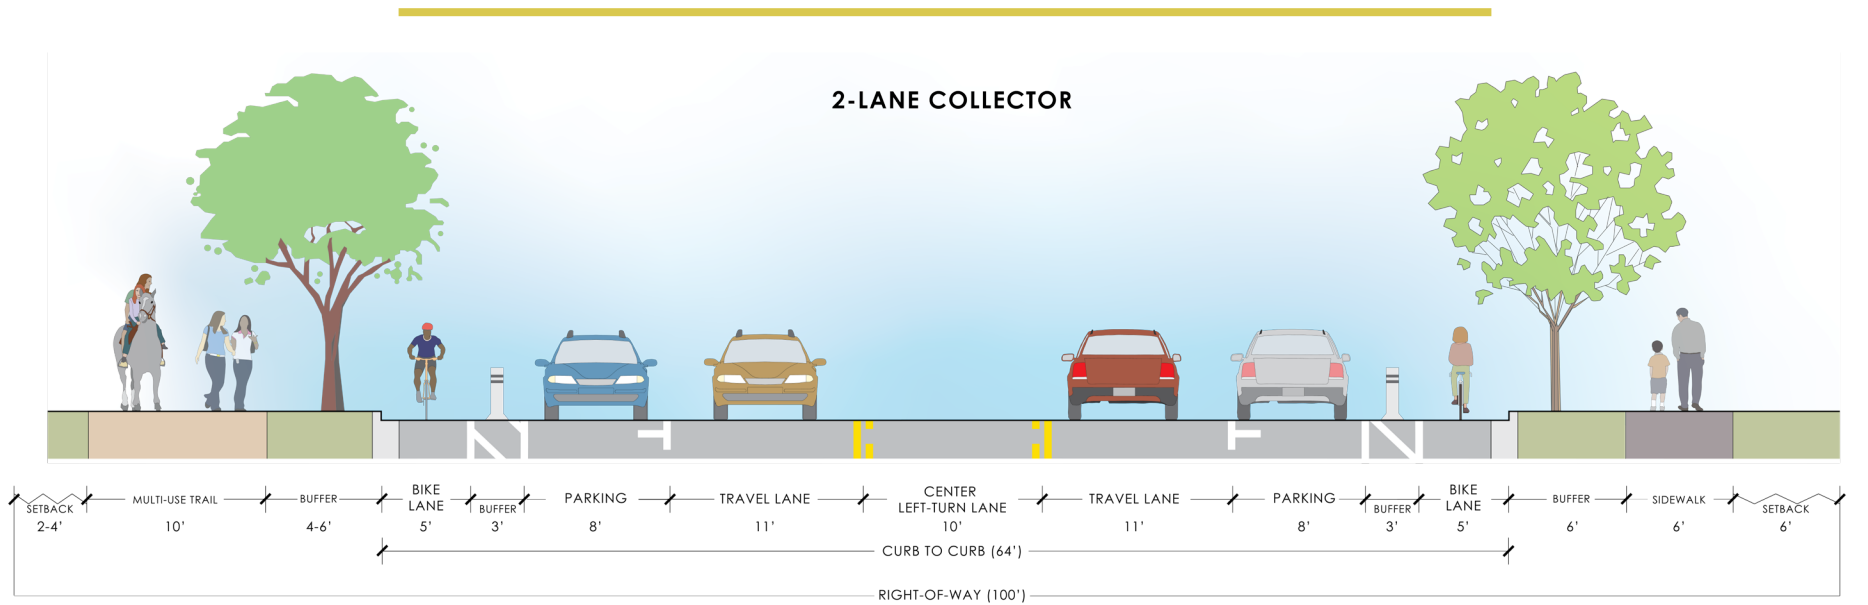 2-LANE COLLECTOR
SETBACK
2-4’
MULTI-USE TRAIL
10’
BUFFER
4-6’
BIKE
LANE
5’
BUFFER
3’
PARKING
8’
TRAVEL LANE
11’
CENTER
LEFT-TURN LANE
10’
TRAVEL LANE
11’
PARKING
8’
BUFFER
3’
BIKE
LANE
5’
BUFFER
6’
SIDEWALK
6’
SETBACK
6’
CURB TO CURB (64’)
RIGHT-OF-WAY (100’)